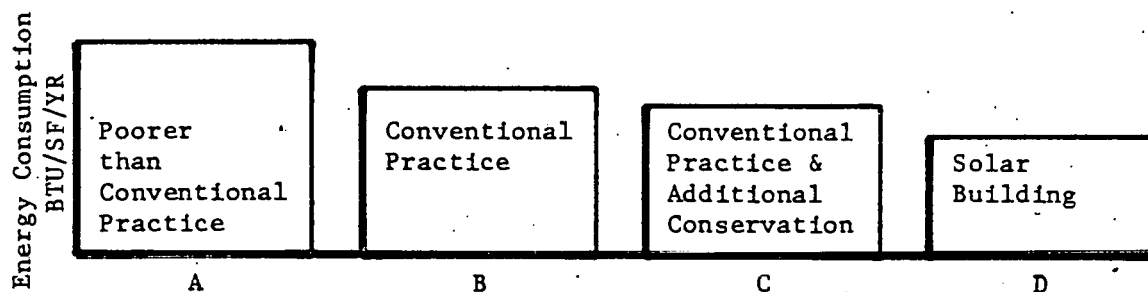 Energy Consumption
BTU/SF/YR
Poorer
than
Conventional
Practice
Conventional
Practice
Conventional
Practice &
Additional
Conservation
Solar
Building
A
B
C
D